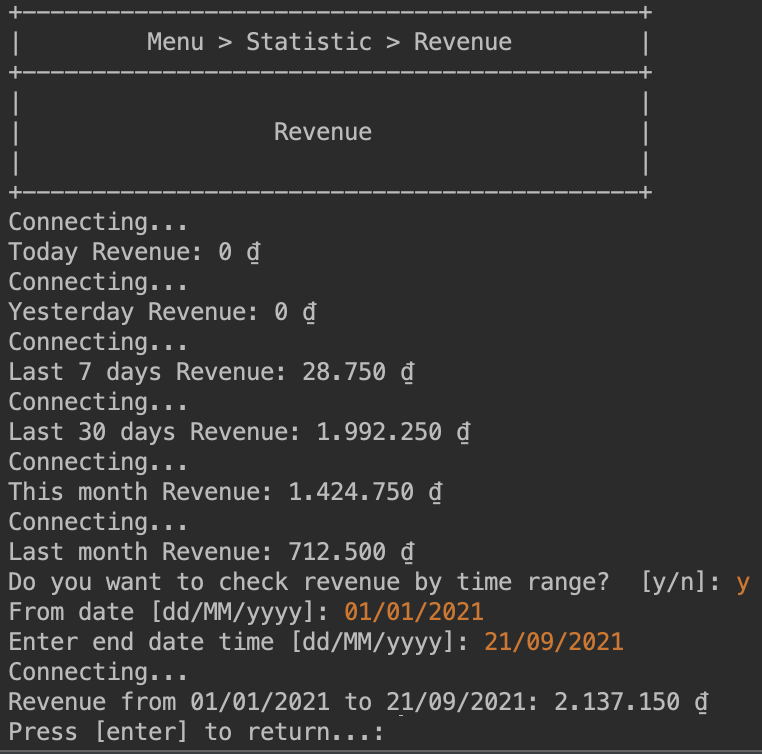 Menu > Statistic > Revenue
Revenue
Connecting...
Today Revenue: 0 ₫
Connecting...
Yesterday Revenue: 0 ₫
Connecting...
Last 7 days Revenue: 28.750 ₫
Connecting...
Last 30 days Revenue: 1.992.250 ₫
Connecting...
This month Revenue: 1.424.750 ₫
Connecting...
Last month Revenue: 712.500 ₫
Do you want to check revenue by time range?  [y/n]: y
From date [dd/MM/yyyy]: 01/01/2021
Enter end date time [dd/MM/yyyy]: 21/09/2021
Connecting...
Revenue from 01/01/2021 to 21/09/2021: 2.137.150 ₫
Press [enter] to return...: